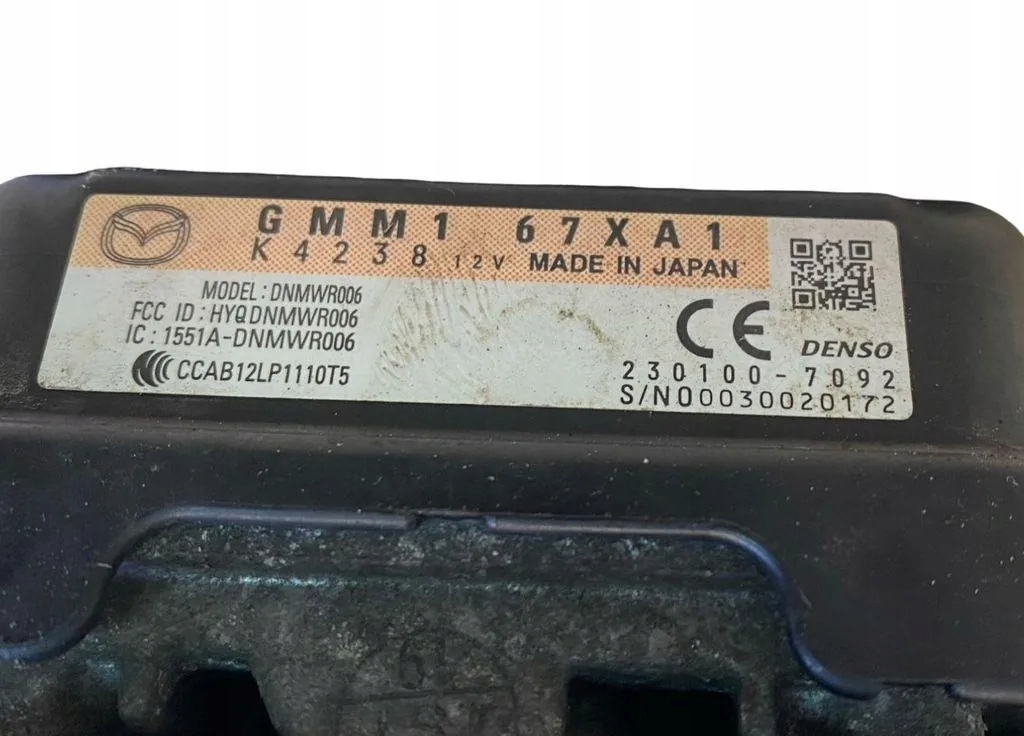 GMM1 67XA1
K4238 12V MADE IN JAPAN
MODEL: DNMWR006
FCC ID: HYQDNMWR006
IC: 1551A-DNMWR006
CCAB12LP1110T5
CE
DENSO
230100-7092
S/N00030020172